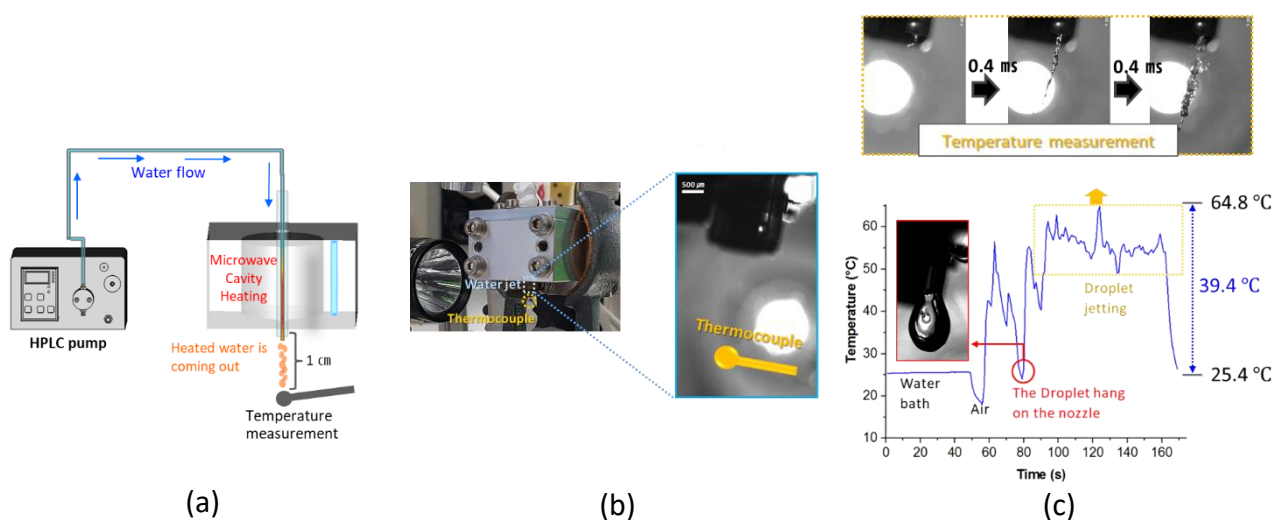 Water flow
Microwave
Cavity
Heating
HPLC pump
Heated water is
coming out
1 cm
Temperature
measurement
(a)
Water jet
Thermocouple
500 μm
Thermocouple
(b)
0.4 ms
0.4 ms
Temperature measurement
Temperature (°C)
60
50
40
30
20
10
0
20
40
60
80
100
120
140
160
Time (s)
Water
bath
Air
The Droplet hang
on the nozzle
Droplet
jetting
64.8 °C
39.4 °C
25.4 °C
(c)